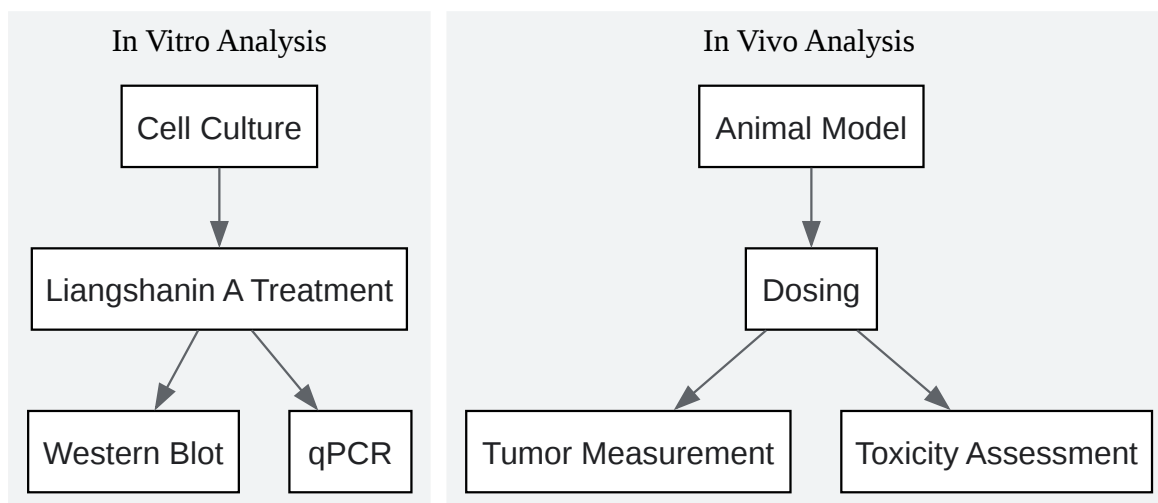 In Vitro Analysis
Cell Culture
Liangshanin A Treatment
Western Blot
qPCR
In Vivo Analysis
Animal Model
Dosing
Tumor Measurement
Toxicity Assessment